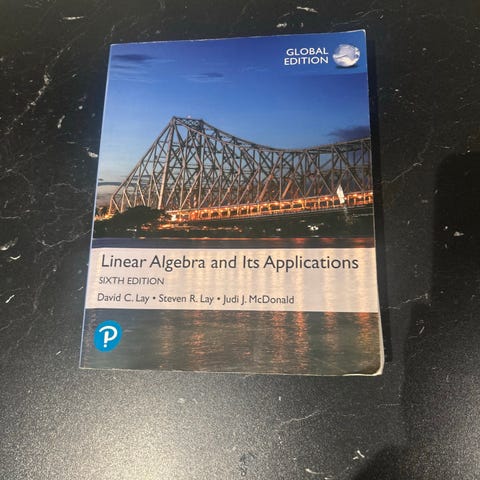 GLOBAL
EDITION
Linear Algebra and Its Applications
SIXTH EDITION
David C. Lay • Steven R. Lay • Judi J. McDonald
P